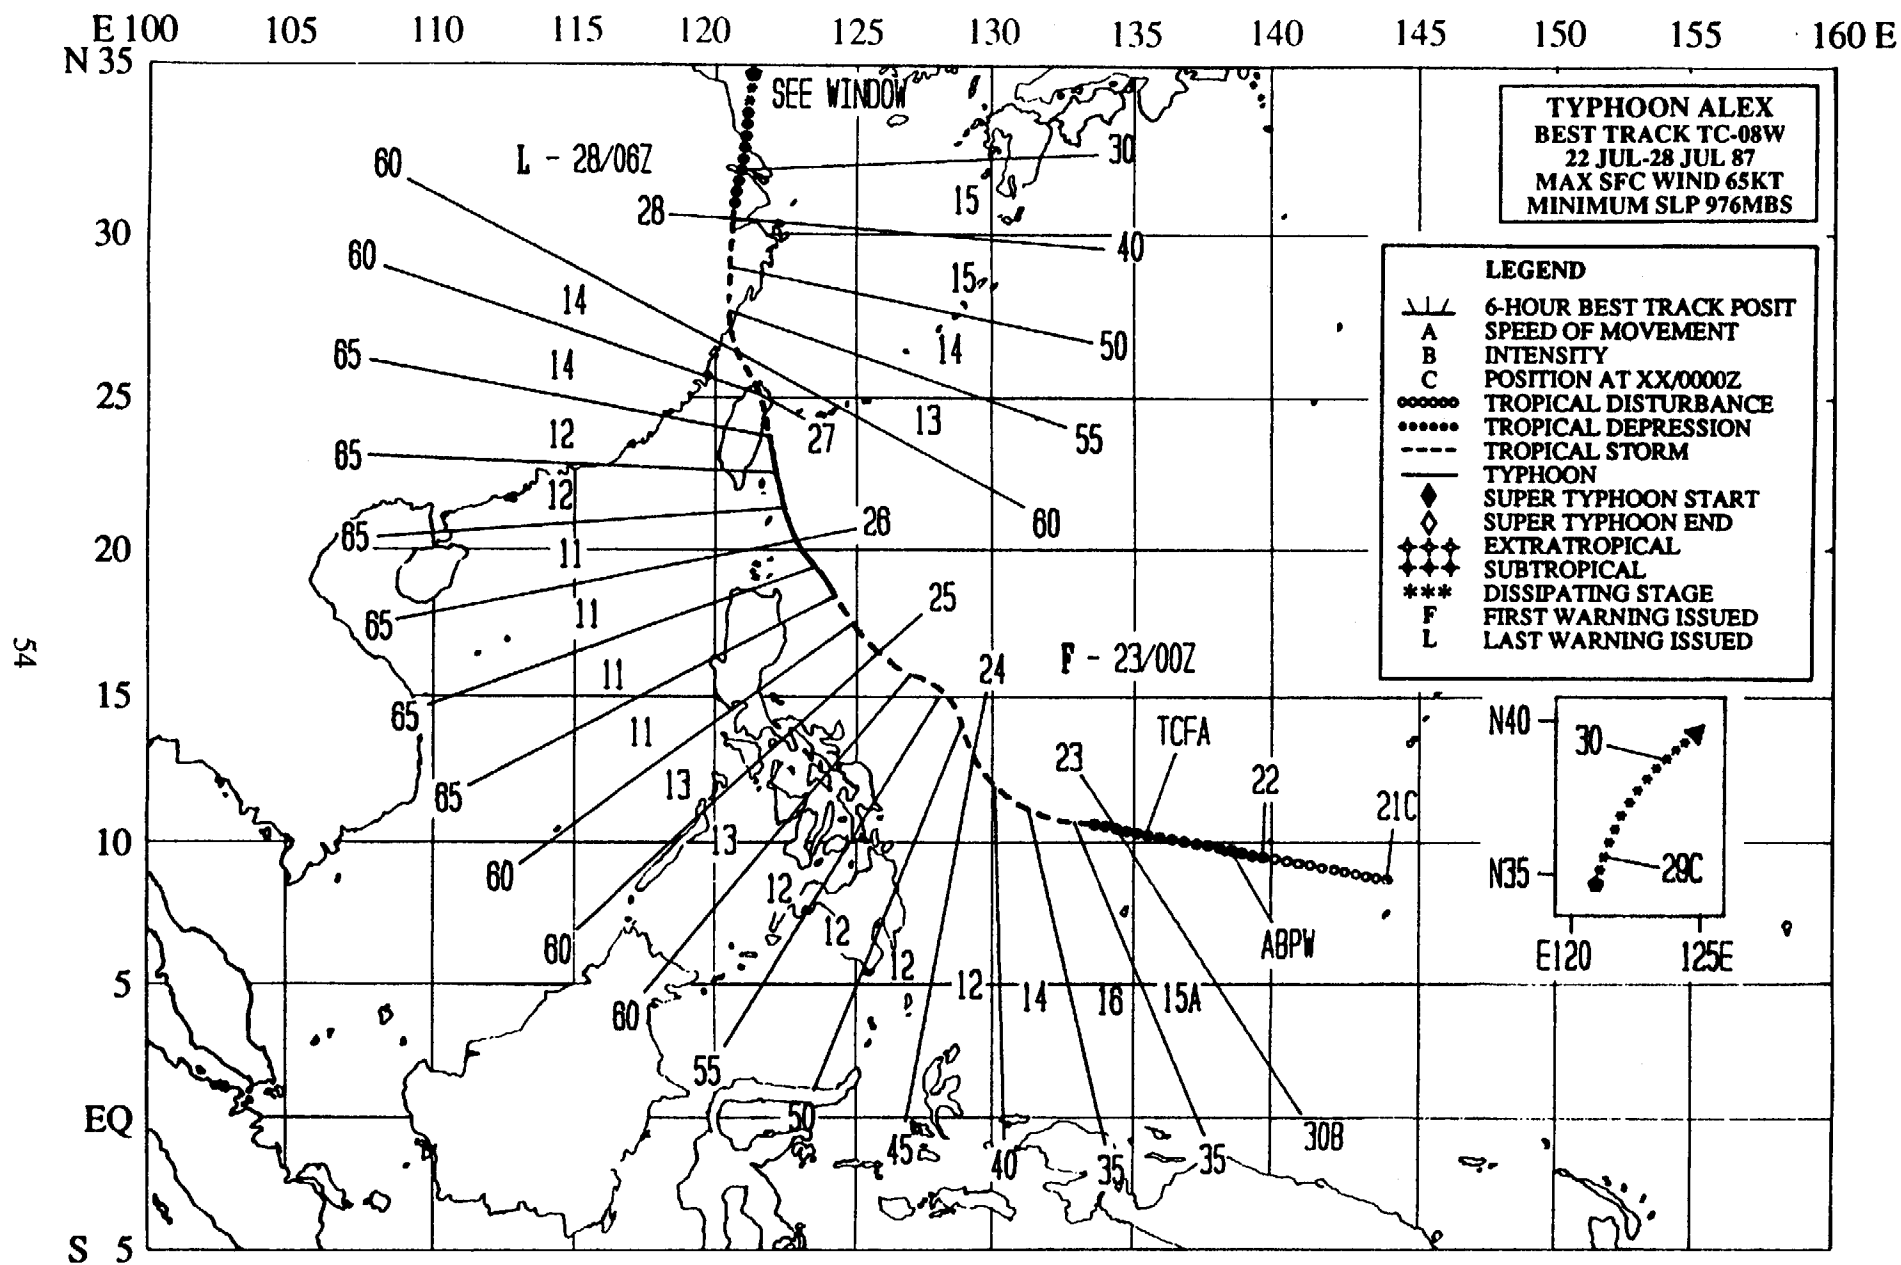 E 100 105 110 115 120 125 130 135 140 145 150 155 160 E
N 35
SEE WINDOW
TYPHOON ALEX
BEST TRACK TC-08W
22 JUL-28 JUL 87
MAX SFC WIND 65KT
MINIMUM SLP 976MBS
L - 28/06Z
60
30
28
15
30
40
60
15
LEGEND
6-HOUR BEST TRACK POSIT
A SPEED OF MOVEMENT
B INTENSITY
C POSITION AT XX/0000Z
TROPICAL DISTURBANCE
TROPICAL DEPRESSION
TROPICAL STORM
TYPHOON
SUPER TYPHOON START
SUPER TYPHOON END
EXTRATROPICAL
SUBTROPICAL
*** DISSIPATING STAGE
F FIRST WARNING ISSUED
L LAST WARNING ISSUED
14
65
14
14
50
25
12
27
13
55
65
12
65
26
60
20
11
25
65
11
F - 23/00Z
24
11
15
65
11
TCFA
23
22
21C
65
13
10
13
60
12
12
ABPW
60
12
5
12
14
16
15A
60
55
EQ
50
45
40
35
35
30B
S 5
N40
30
N35
29C
E120 125E
54